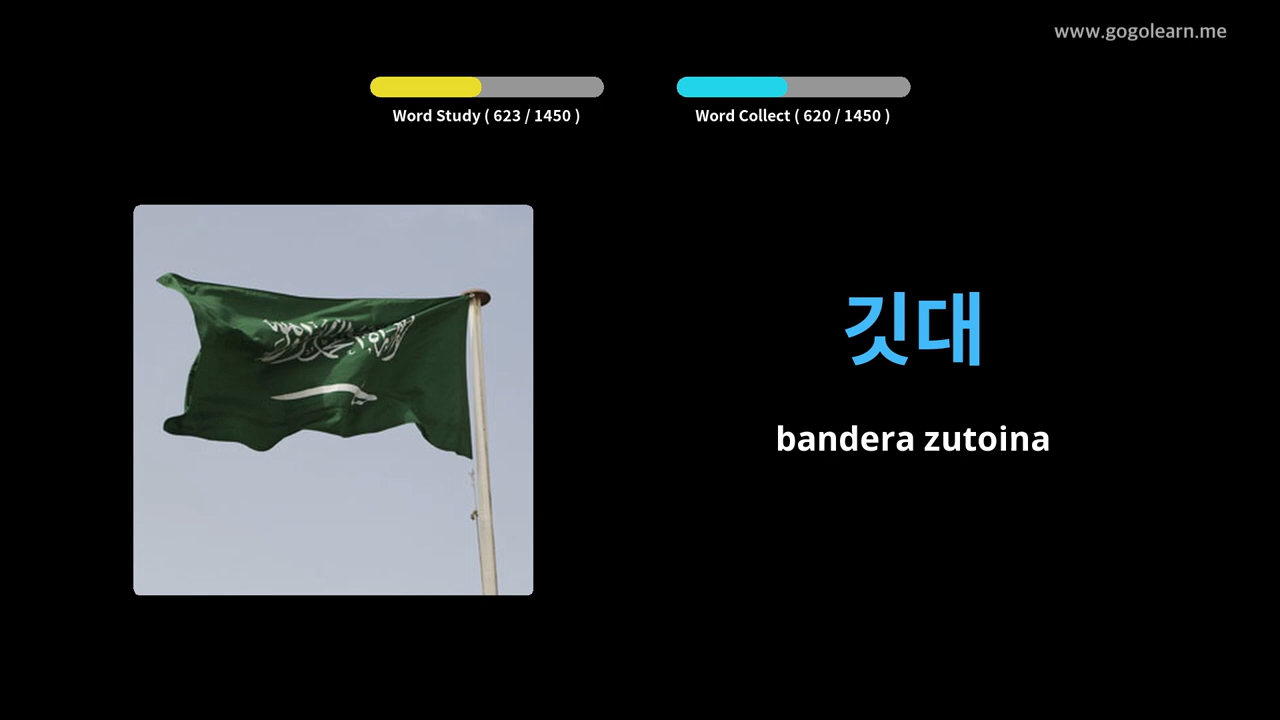 www.gogolearn.me
Word Study ( 623 / 1450 )
Word Collect ( 620 / 1450 )
깃대
bandera zutoina